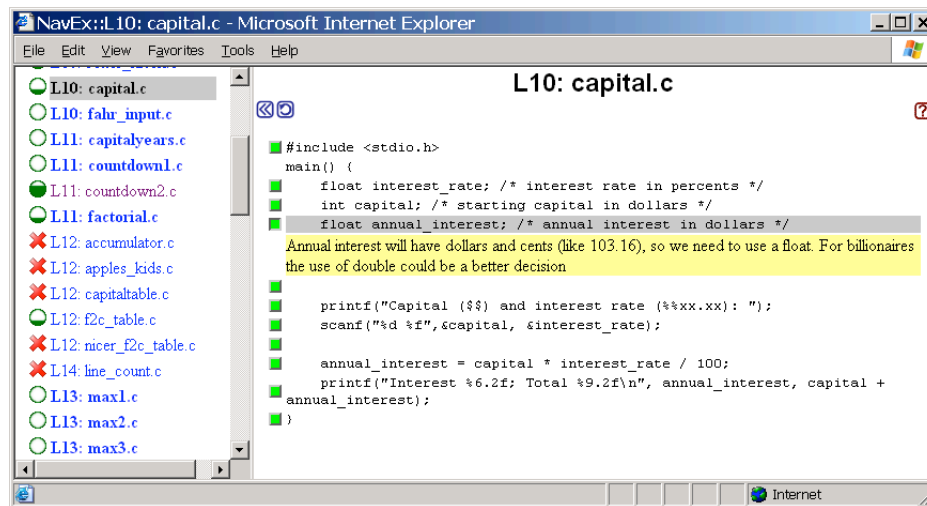 NavEx::L10: capital.c - Microsoft Internet Explorer
File Edit View Favorites Tools Help
L10: capital.c
L10: fahr_input.c
L11: capitalyears.c
L11: countdown1.c
L11: countdown2.c
L11: factorial.c
L12: accumulator.c
L12: apples_kids.c
L12: capitaltable.c
L12: f2c_table.c
L12: nicer_f2c_table.c
L14: line_count.c
L13: max1.c
L13: max2.c
L13: max3.c
L10: capital.c
#include <stdio.h>
main() {
float interest_rate; /* interest rate in percents */
int capital; /* starting capital in dollars */
float annual_interest; /* annual interest in dollars */
Annual interest will have dollars and cents (like 103.16), so we need to use a float. For billionaires
the use of double could be a better decision
printf("Capital ($$) and interest rate (%%xx.xx): ");
scanf("%d %f",&capital, &interest_rate);
annual_interest = capital * interest_rate / 100;
printf("Interest %6.2f; Total %9.2f\n", annual_interest, capital +
annual_interest);
}
Internet